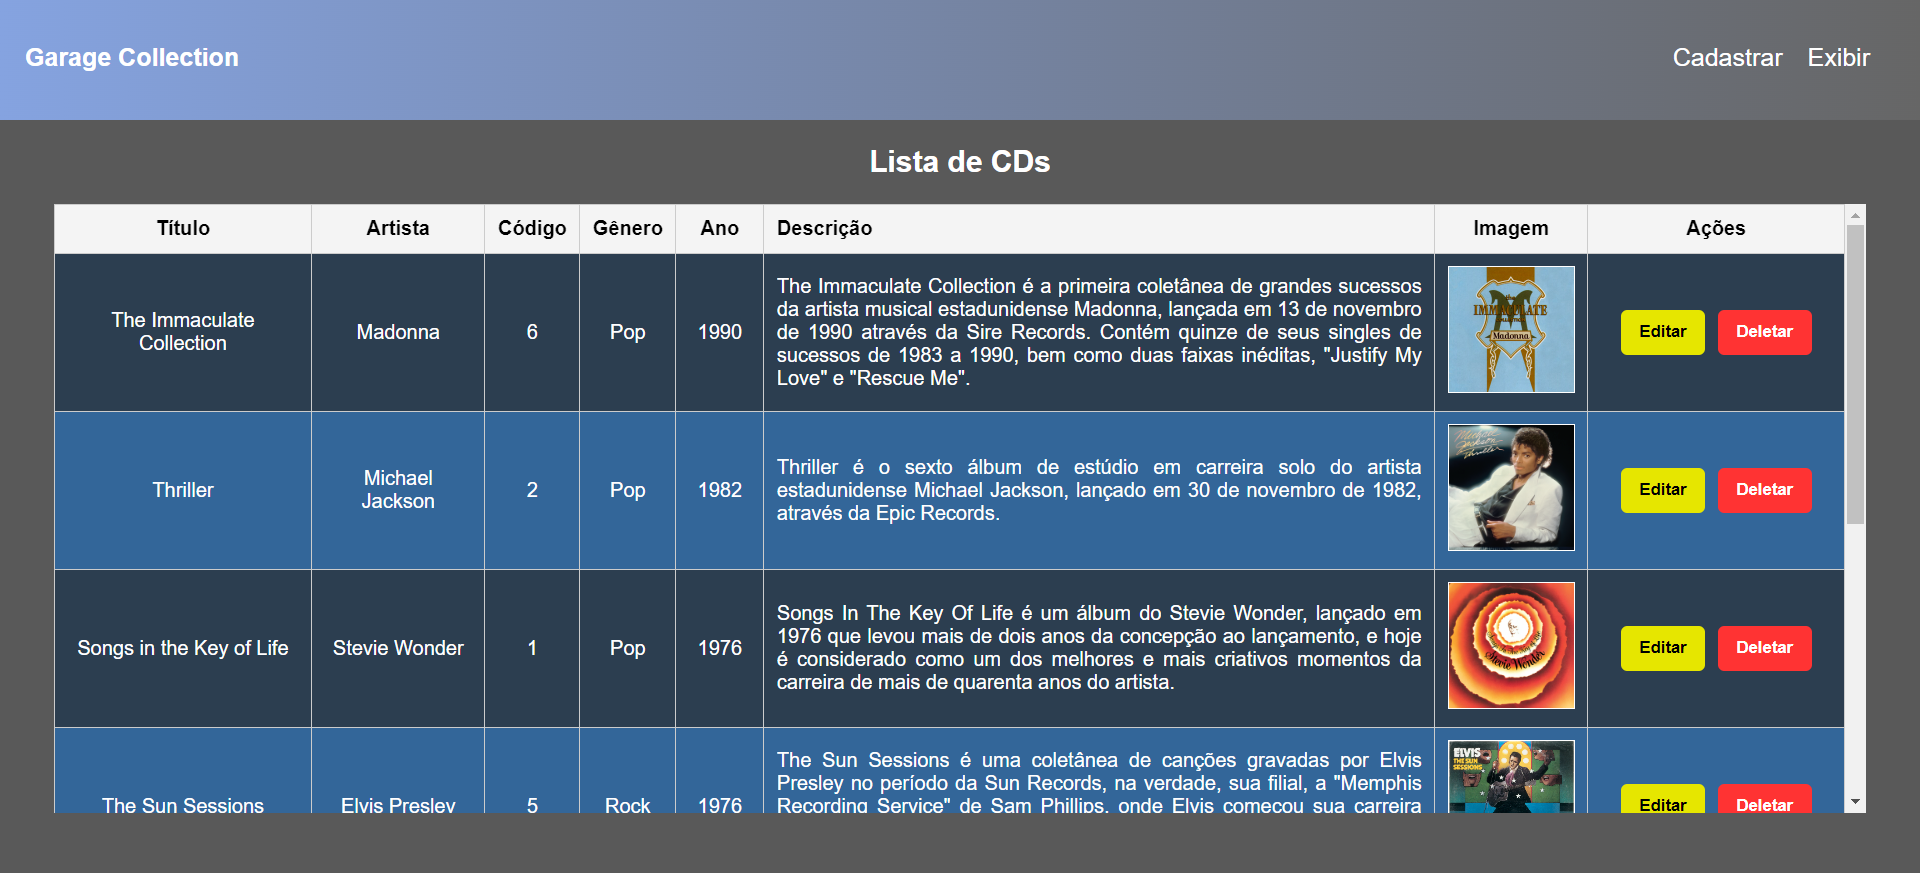 Garage Collection
Cadastrar Exibir
Lista de CDs
Título Artista Código Gênero Ano Descrição Imagem Ações
The Immaculate
Collection
Madonna
6
Pop
1990
The Immaculate Collection é a primeira coletânea de grandes sucessos
da artista musical estadunidense Madonna, lançada em 13 de novembro
de 1990 através da Sire Records. Contém quinze de seus singles de
sucessos de 1983 a 1990, bem como duas faixas inéditas, "Justify My
Love" e "Rescue Me".
IMMACULATE
Madonna
Editar Deletar
Thriller
Michael
Jackson
2
Pop
1982
Thriller é o sexto álbum de estúdio em carreira solo do artista
estadunidense Michael Jackson, lançado em 30 de novembro de 1982,
através da Epic Records.
Michael
Jackson
Thriller
Editar Deletar
Songs in the Key of Life
Stevie Wonder
1
Pop
1976
Songs In The Key Of Life é um álbum do Stevie Wonder, lançado em
1976 que levou mais de dois anos da concepção ao lançamento, e hoje
é considerado como um dos melhores e mais criativos momentos da
carreira de mais de quarenta anos do artista.
Stevie Wonder
Editar Deletar
The Sun Sessions
Elvis Presley
5
Rock
1976
The Sun Sessions é uma coletânea de canções gravadas por Elvis
Presley no período da Sun Records, na verdade, sua filial, a "Memphis
Recording Service" de Sam Phillips, onde Elvis começou sua carreira
ELVIS
THE SUN
SESSIONS
Editar Deletar